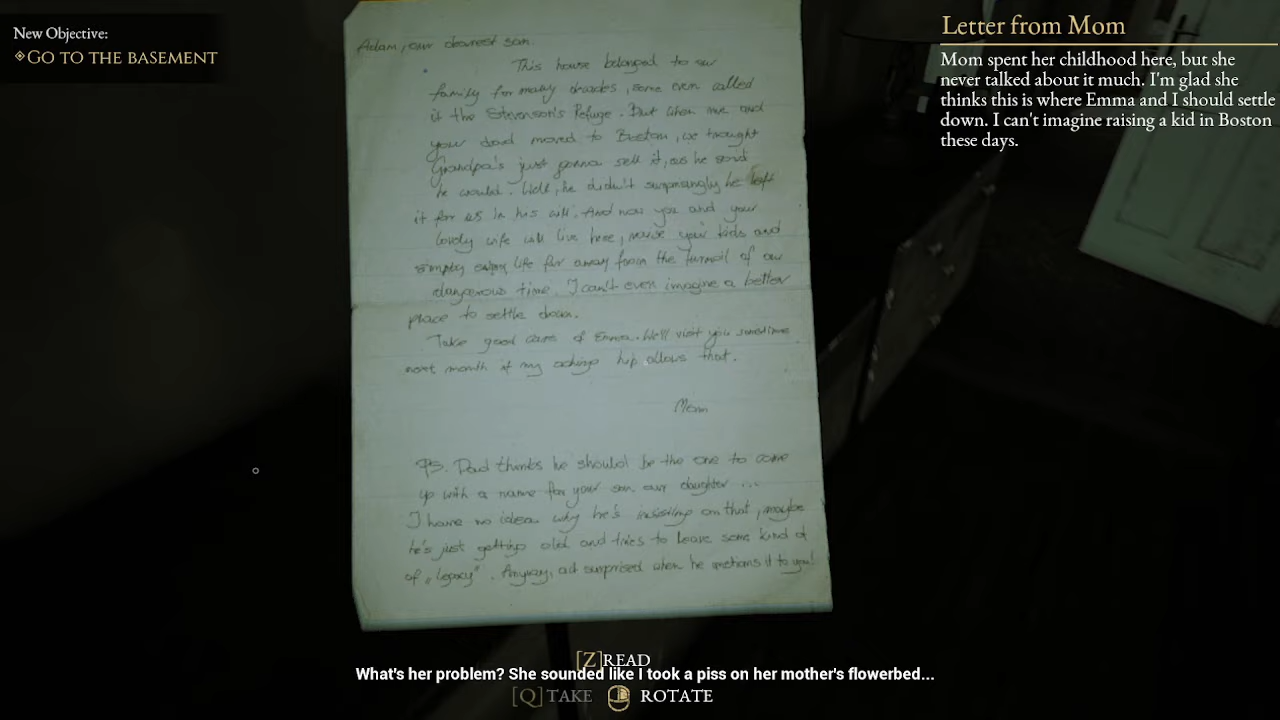 New Objective:
GO TO THE BASEMENT
Letter from Mom
Mom spent her childhood here, but she
never talked about it much. I'm glad she
thinks this is where Emma and I should settle
down. I can't imagine raising a kid in Boston
these days.
Adam, our dearest son.
This house belonged to our
family for many decades, some even called
it the Stevenson's Refuge. But when me and
your dad moved to Boston, we thought
Grandpa's just gonna sell it, as he said
he would. Well, he didn't surprisingly he left
it for us in his will. And now you and your
lovely wife will live here, raise your kids and
simply enjoy life far away from the turmoil of our
dangerous time. I can't even imagine a better
place to settle down.
Take good care of Emma. We'll visit you sometime
next month if my aching hip allows that.
Mom
PS. Dad thinks he should be the one to come
up with a name for your son our daughter ...
I have no idea why he's insisting on that, maybe
he's just getting old and tries to leave some kind of
of „legacy". Anyway, act surprised when he mentions it to you!
[Z]READ
What's her problem? She sounded like I took a piss on her mother's flowerbed...
[Q]TAKE ROTATE